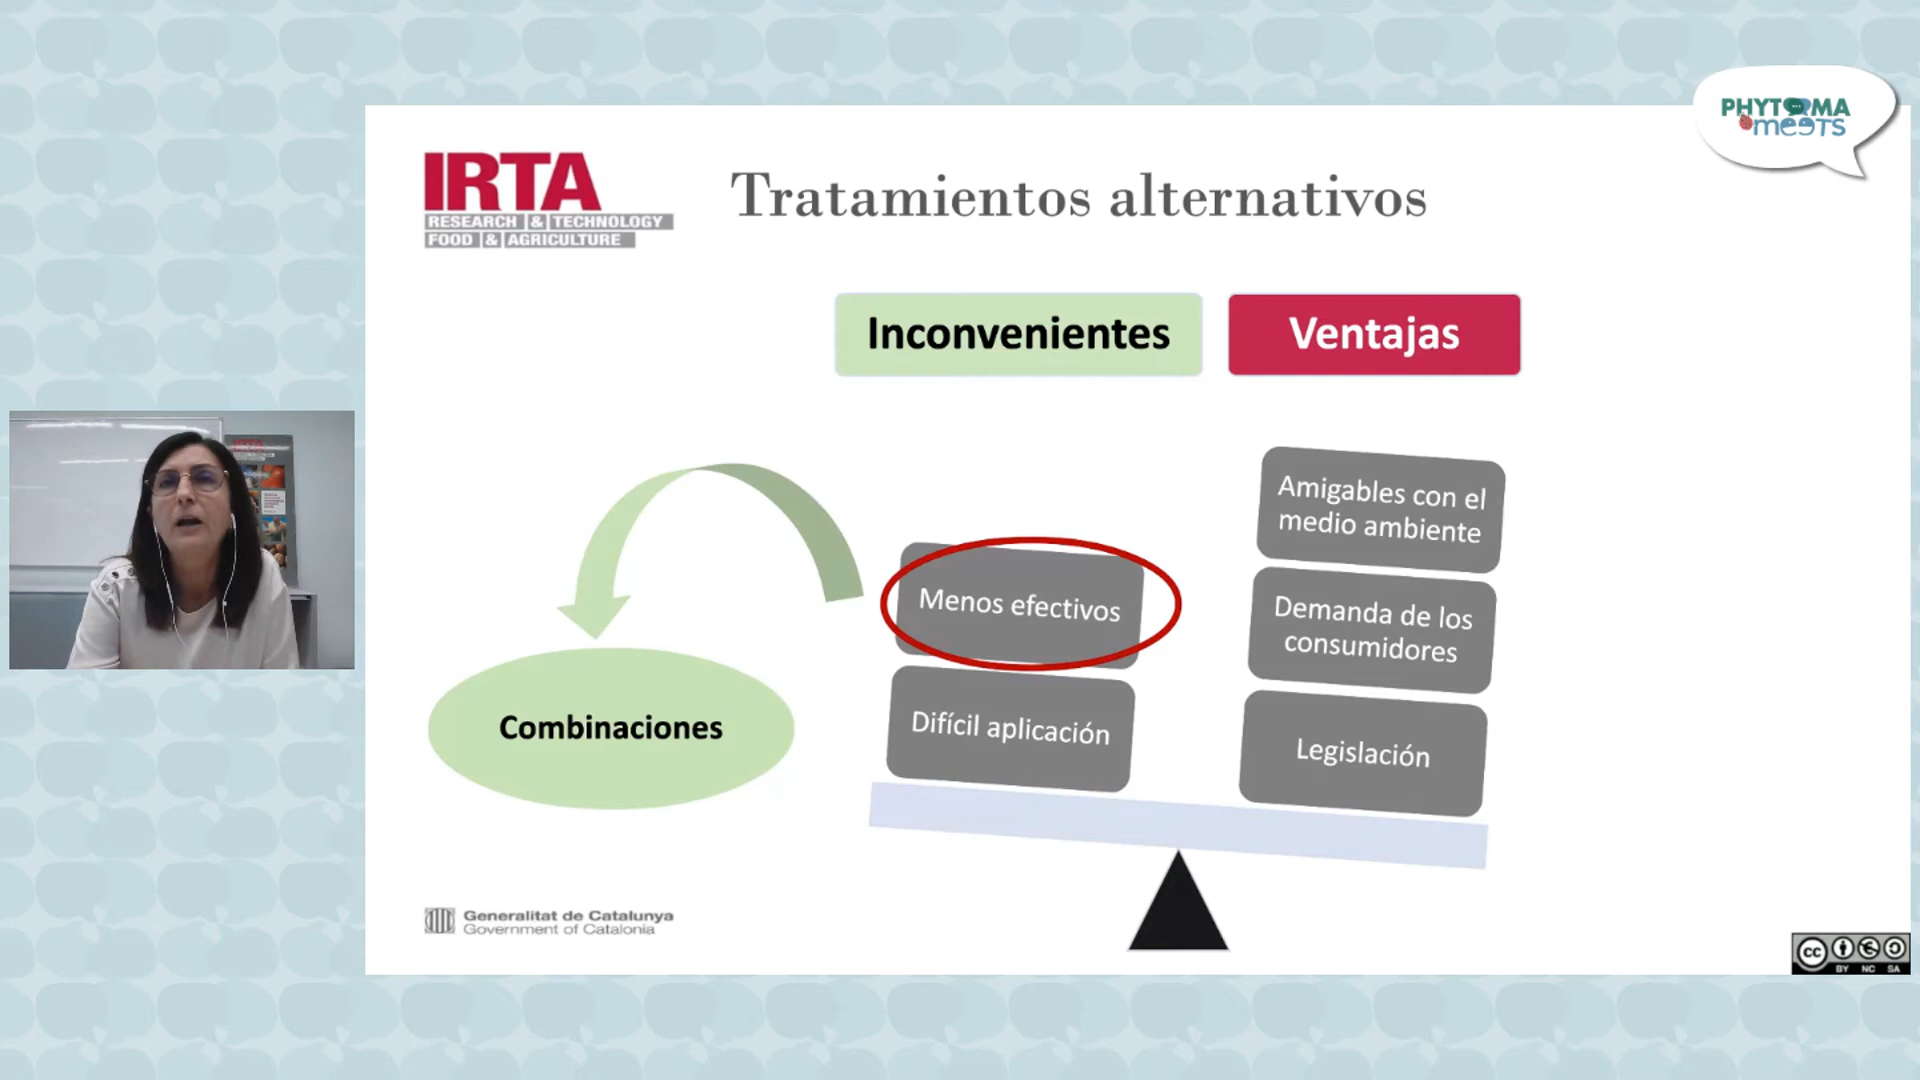 PHYTOMA
meets
IRTA
RESEARCH & TECHNOLOGY
FOOD & AGRICULTURE
Tratamientos alternativos
Inconvenientes
Ventajas
Amigables con el
medio ambiente
Menos efectivos
Demanda de los
consumidores
Combinaciones
Difícil aplicación
Legislación
Generalitat de Catalunya
Government of Catalonia
cc
BY NC SA
IRTA